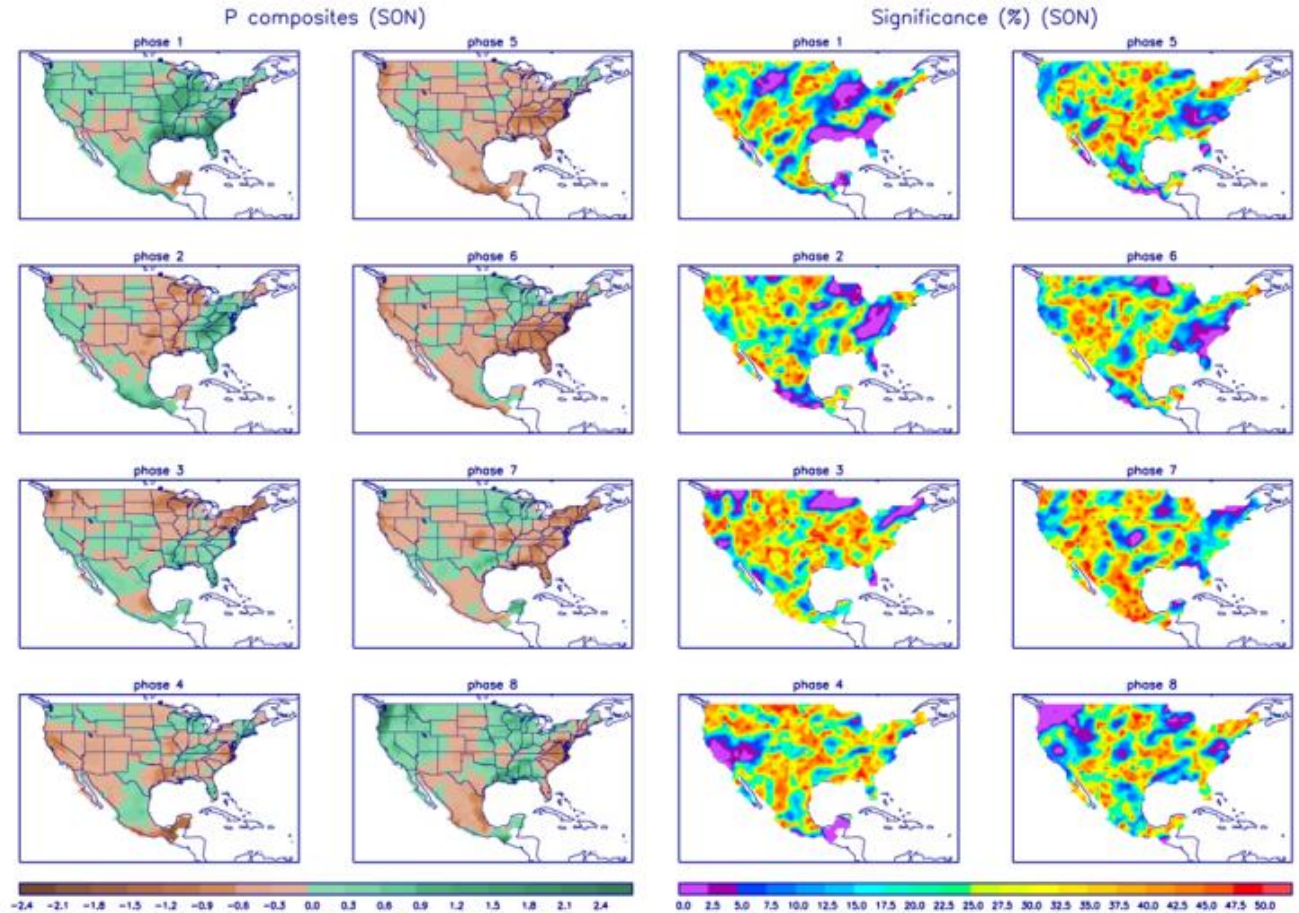 P composites (SON)
Significance (%) (SON)
phase 1
phase 5
phase 1
phase 5
phase 2
phase 6
phase 2
phase 6
phase 3
phase 7
phase 3
phase 7
phase 4
phase 8
phase 4
phase 8
-2.4 -2.1 -1.8 -1.5 -1.2 -0.9 -0.6 -0.3 0.0 0.3 0.6 0.9 1.2 1.5 1.8 2.1 2.4
0.0 2.5 5.0 7.5 10.0 12.5 15.0 17.5 20.0 22.5 25.0 27.5 30.0 32.5 35.0 37.5 40.0 42.5 45.0 47.5 50.0